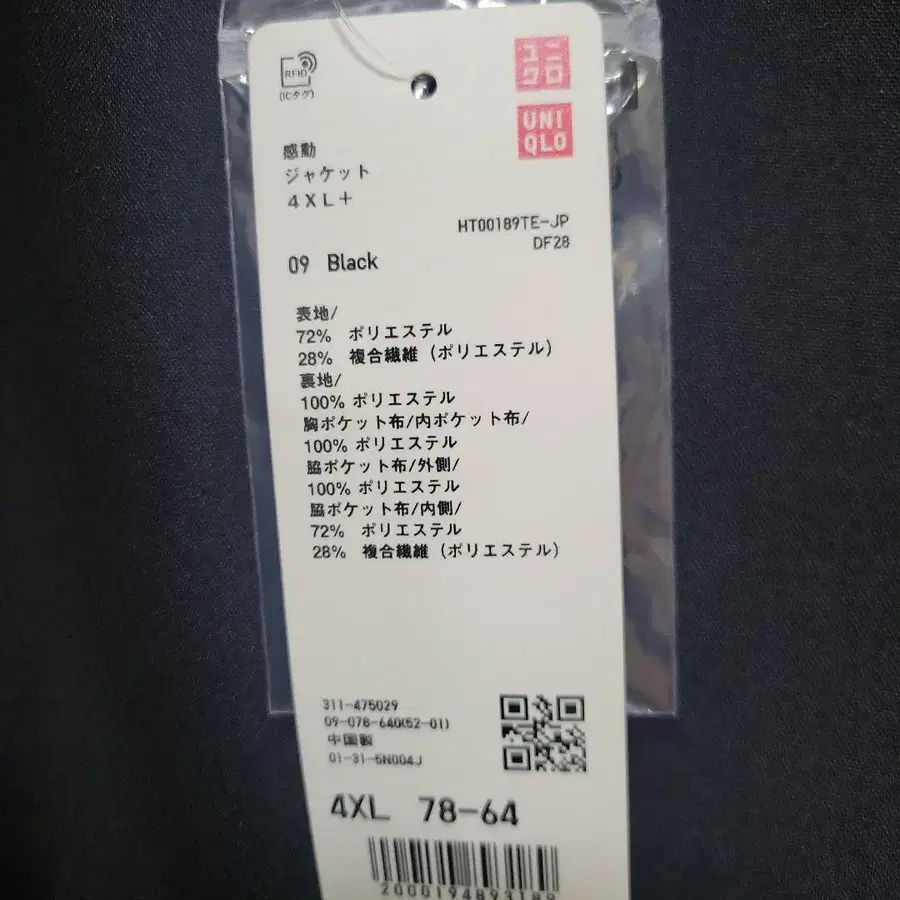 RFID
(ICタグ)
ユニ
クロ
UNI
QLO
感動
ジャケット
4XL+
HT00189TE-JP
DF28
09 Black
表地/
72% ポリエステル
28% 複合繊維 (ポリエステル)
裏地/
100% ポリエステル
胸ポケット布/内ポケット布/
100% ポリエステル
脇ポケット布/外側/
100% ポリエステル
脇ポケット布/内側/
72% ポリエステル
28% 複合繊維 (ポリエステル)
311-475029
09-078-640(52-01)
中国製
01-31-5N004J
4XL 78-64
2000194893189